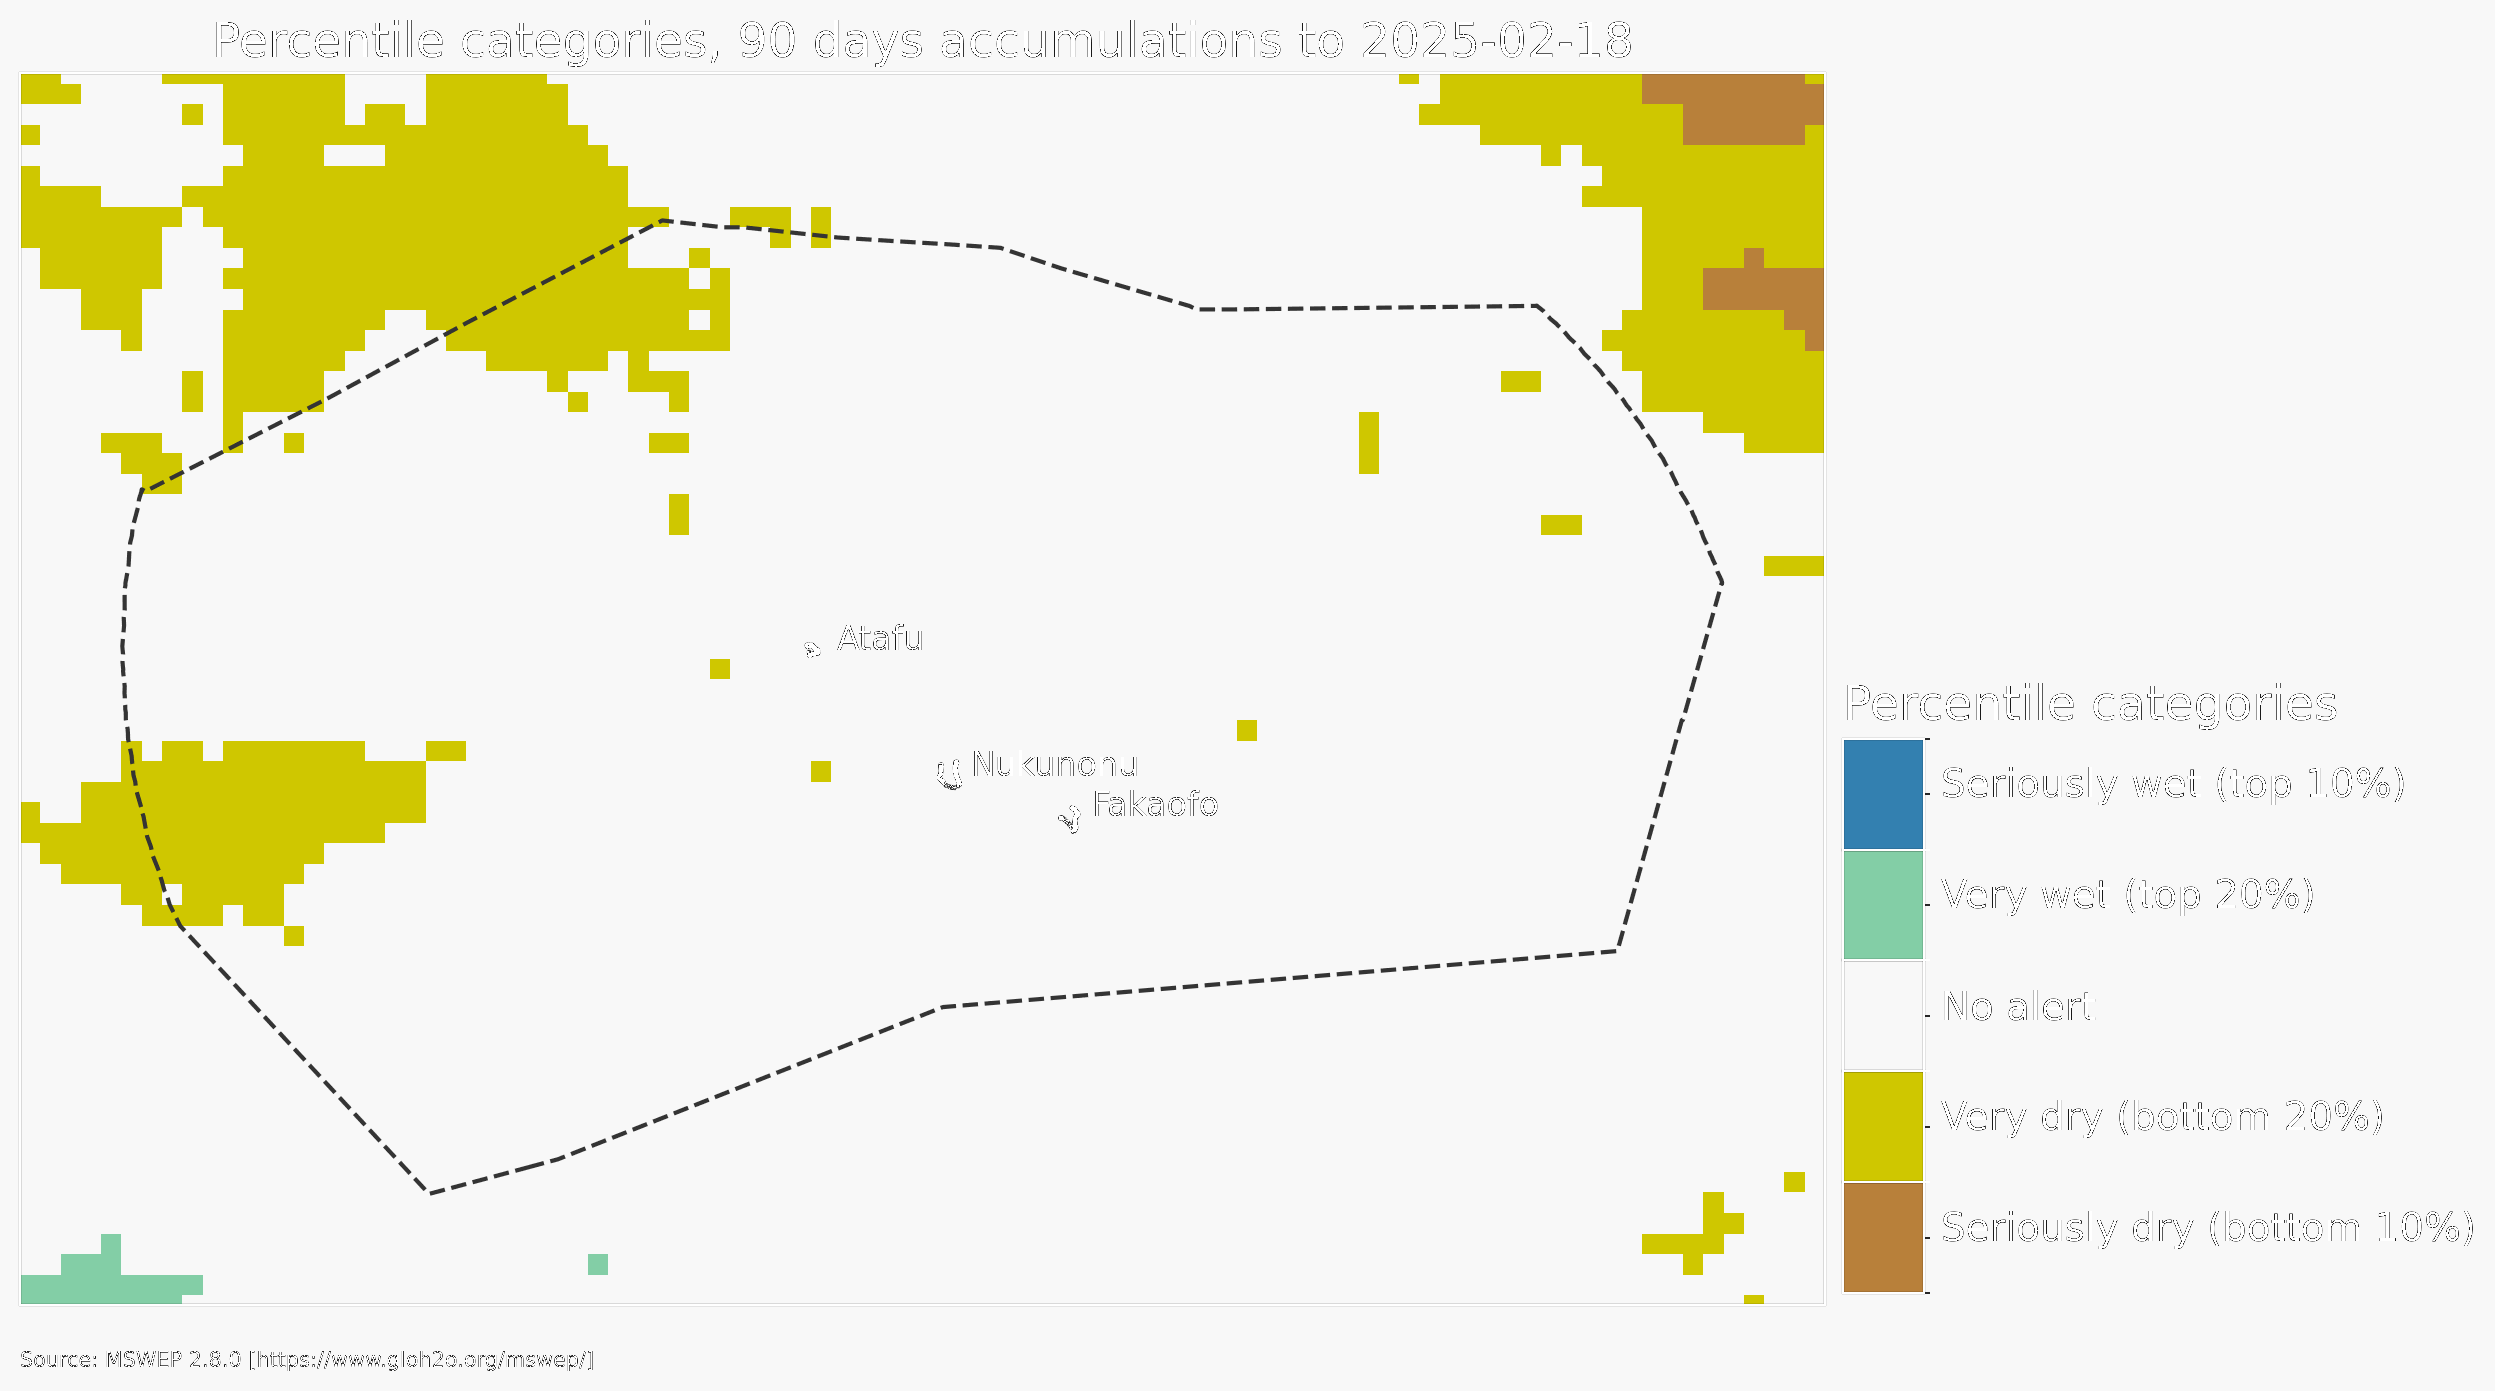 Percentile categories, 90 days accumulations to 2025-02-18
Atafu
Nukunonu
Fakaofo
Percentile categories
Seriously wet (top 10%)
Very wet (top 20%)
No alert
Very dry (bottom 20%)
Seriously dry (bottom 10%)
Source: MSWEP 2.8.0 [https://www.gloh2o.org/mswep/]